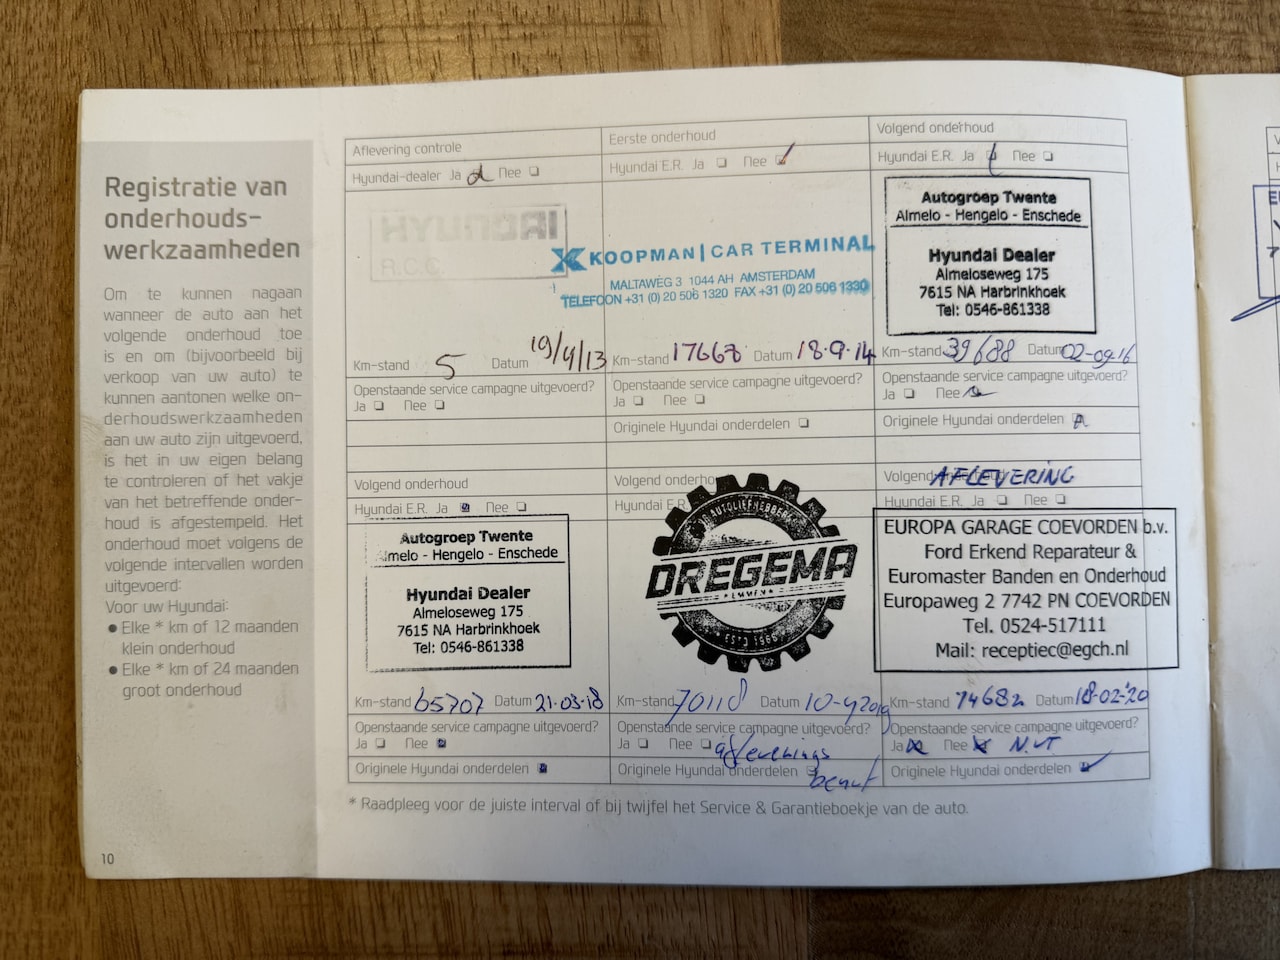 Registratie van
onderhouds-
werkzaamheden
Om te kunnen nagaan
wanneer de auto aan het
volgende onderhoud toe
is en om (bijvoorbeeld bij
verkoop van uw auto) te
kunnen aantonen welke on-
derhoudswerkzaamheden
aan uw auto zijn uitgevoerd,
is het in uw eigen belang
te controleren of het vakje
van het betreffende onder-
houd is afgestempeld. Het
onderhoud moet volgens de
volgende intervallen worden
uitgevoerd:
Voor uw Hyundai:
● Elke * km of 12 maanden
klein onderhoud
● Elke * km of 24 maanden
groot onderhoud
10
Aflevering controle
Hyundai-dealer Ja Nee
HYUNDAI
R.C.C.
Km-stand 5 Datum 19/4/13
Openstaande service campagne uitgevoerd?
Ja Nee
Eerste onderhoud
Hyundai E.R. Ja Nee
KOOPMAN | CAR TERMINAL
MALTAWEG 3 1044 AH AMSTERDAM
TELEFOON +31 (0) 20 506 1320 FAX +31 (0) 20 506 1330
Km-stand 17667 Datum 18-9-14
Openstaande service campagne uitgevoerd?
Ja Nee
Originele Hyundai onderdelen
Volgend onderhoud
Hyundai E.R. Ja Nee
Autogroep Twente
Almelo - Hengelo - Enschede
Hyundai Dealer
Almeloseweg 175
7615 NA Harbrinkhoek
Tel: 0546-861338
Km-stand 39688 Datum 02-09-16
Openstaande service campagne uitgevoerd?
Ja Nee
Originele Hyundai onderdelen
Volgend onderhoud
Hyundai E.R. Ja Nee
Autogroep Twente
Almelo - Hengelo - Enschede
Hyundai Dealer
Almeloseweg 175
7615 NA Harbrinkhoek
Tel: 0546-861338
Km-stand 65707 Datum 21-03-18
Openstaande service campagne uitgevoerd?
Ja Nee
Originele Hyundai onderdelen
Volgend onderho
Hyundai E.R
AUTOLIEFHEBBER
DREGEMA
EMMEN
ESTD 1966
Km-stand 70118 Datum 10-4-2019
Openstaande service campagne uitgevoerd?
Ja Nee afleverings
Originele Hyundai onderdelen beurt
Volgend onderhoud AFLEVERING
Hyundai E.R. Ja Nee
EUROPA GARAGE COEVORDEN b.v.
Ford Erkend Reparateur &
Euromaster Banden en Onderhoud
Europaweg 2 7742 PN COEVORDEN
Tel. 0524-517111
Mail: receptiec@egch.nl
Km-stand 74682 Datum 18-02-'20
Openstaande service campagne uitgevoerd?
Ja Nee N.VT
Originele Hyundai onderdelen
* Raadpleeg voor de juiste interval of bij twijfel het Service & Garantieboekje van de auto.